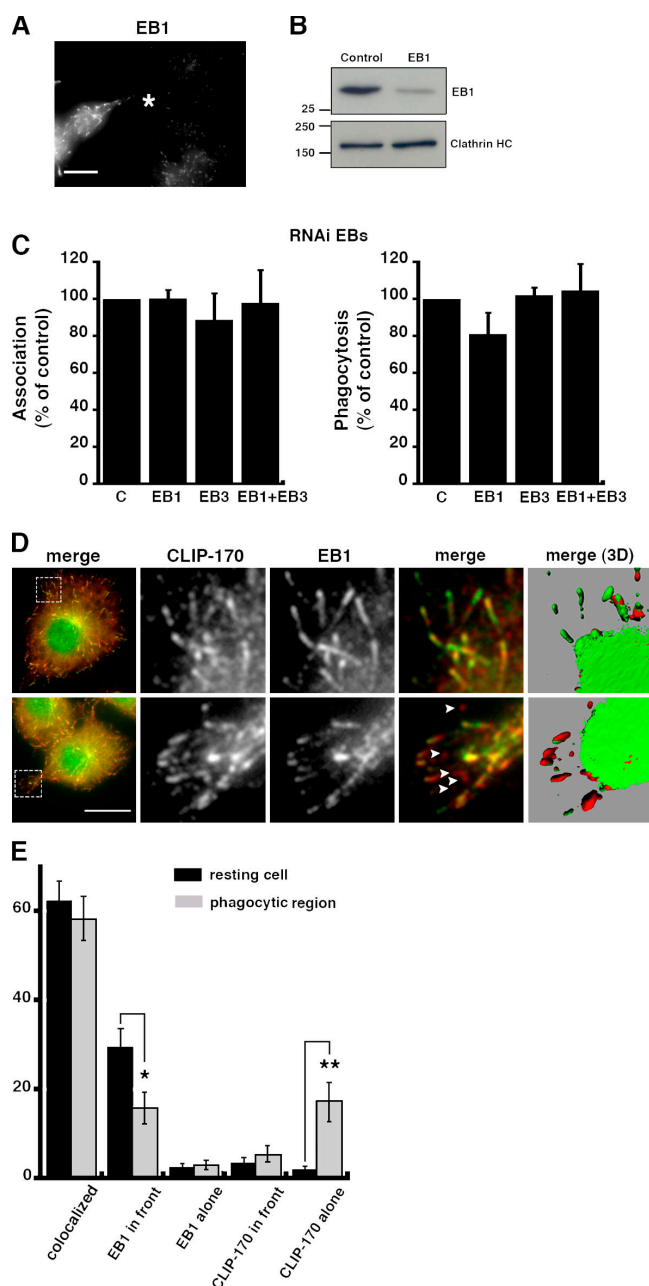 A
EB1
*
B
Control EB1
EB1
25
250
Clathrin HC
150
C
RNAi EBs
Association
(% of control)
120
100
80
60
40
20
0
C EB1 EB3 EB1+EB3
Phagocytosis
(% of control)
120
100
80
60
40
20
0
C EB1 EB3 EB1+EB3
D
merge CLIP-170 EB1 merge merge (3D)
E
resting cell
phagocytic region
60
40
20
0
*
**
colocalized
EB1 in front
EB1 alone
CLIP-170 in front
CLIP-170 alone